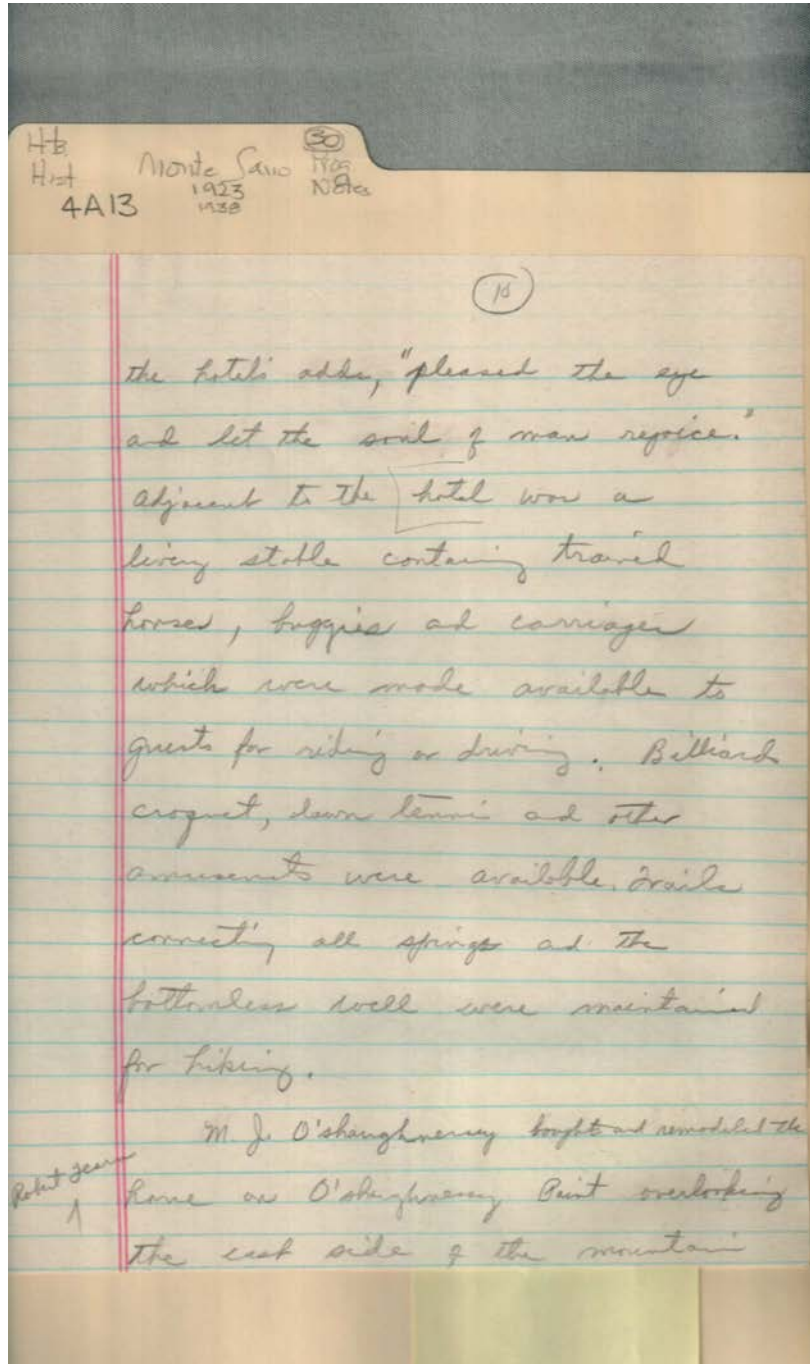 Htb.
Hist
4A13
Monte Sano
1923
1938
30
Prog
Notes
10
the hotel's adds, "pleased the eye
and let the soul of man rejoice."
adjacent to the hotel was a
livery stable containing trained
horses, buggies and carriages
which were made available to
guests for riding or driving. Billiards
croquet, lawn tennis and other
amusements were available. Trails
connecting all springs and the
bottomless well were maintained
for hiking.
M. J. O'shaughnessy bought and remodeled the
Robert
home on O'shaughnessy Point overlooking
the east side of the mountain